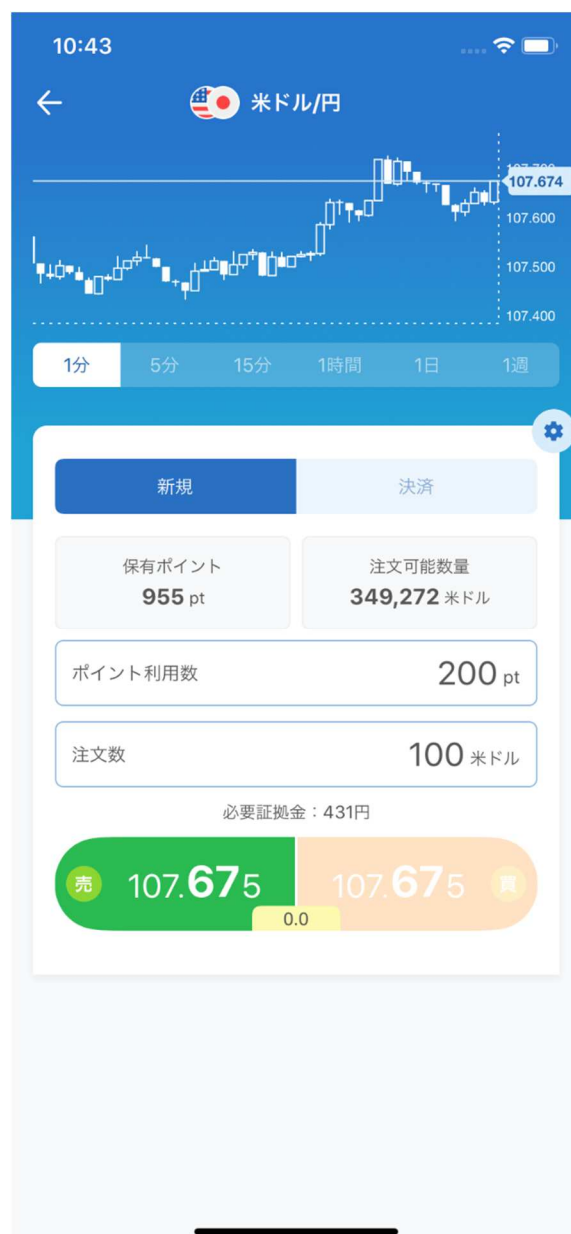 10:43
米ドル/円
107.700
107.674
107.600
107.500
107.400
1分 5分 15分 1時間 1日 1週
新規 決済
保有ポイント 注文可能数量
955 pt 349,272 米ドル
ポイント利用数 200 pt
注文数 100 米ドル
必要証拠金：431円
売 107.675 107.675 買
0.0